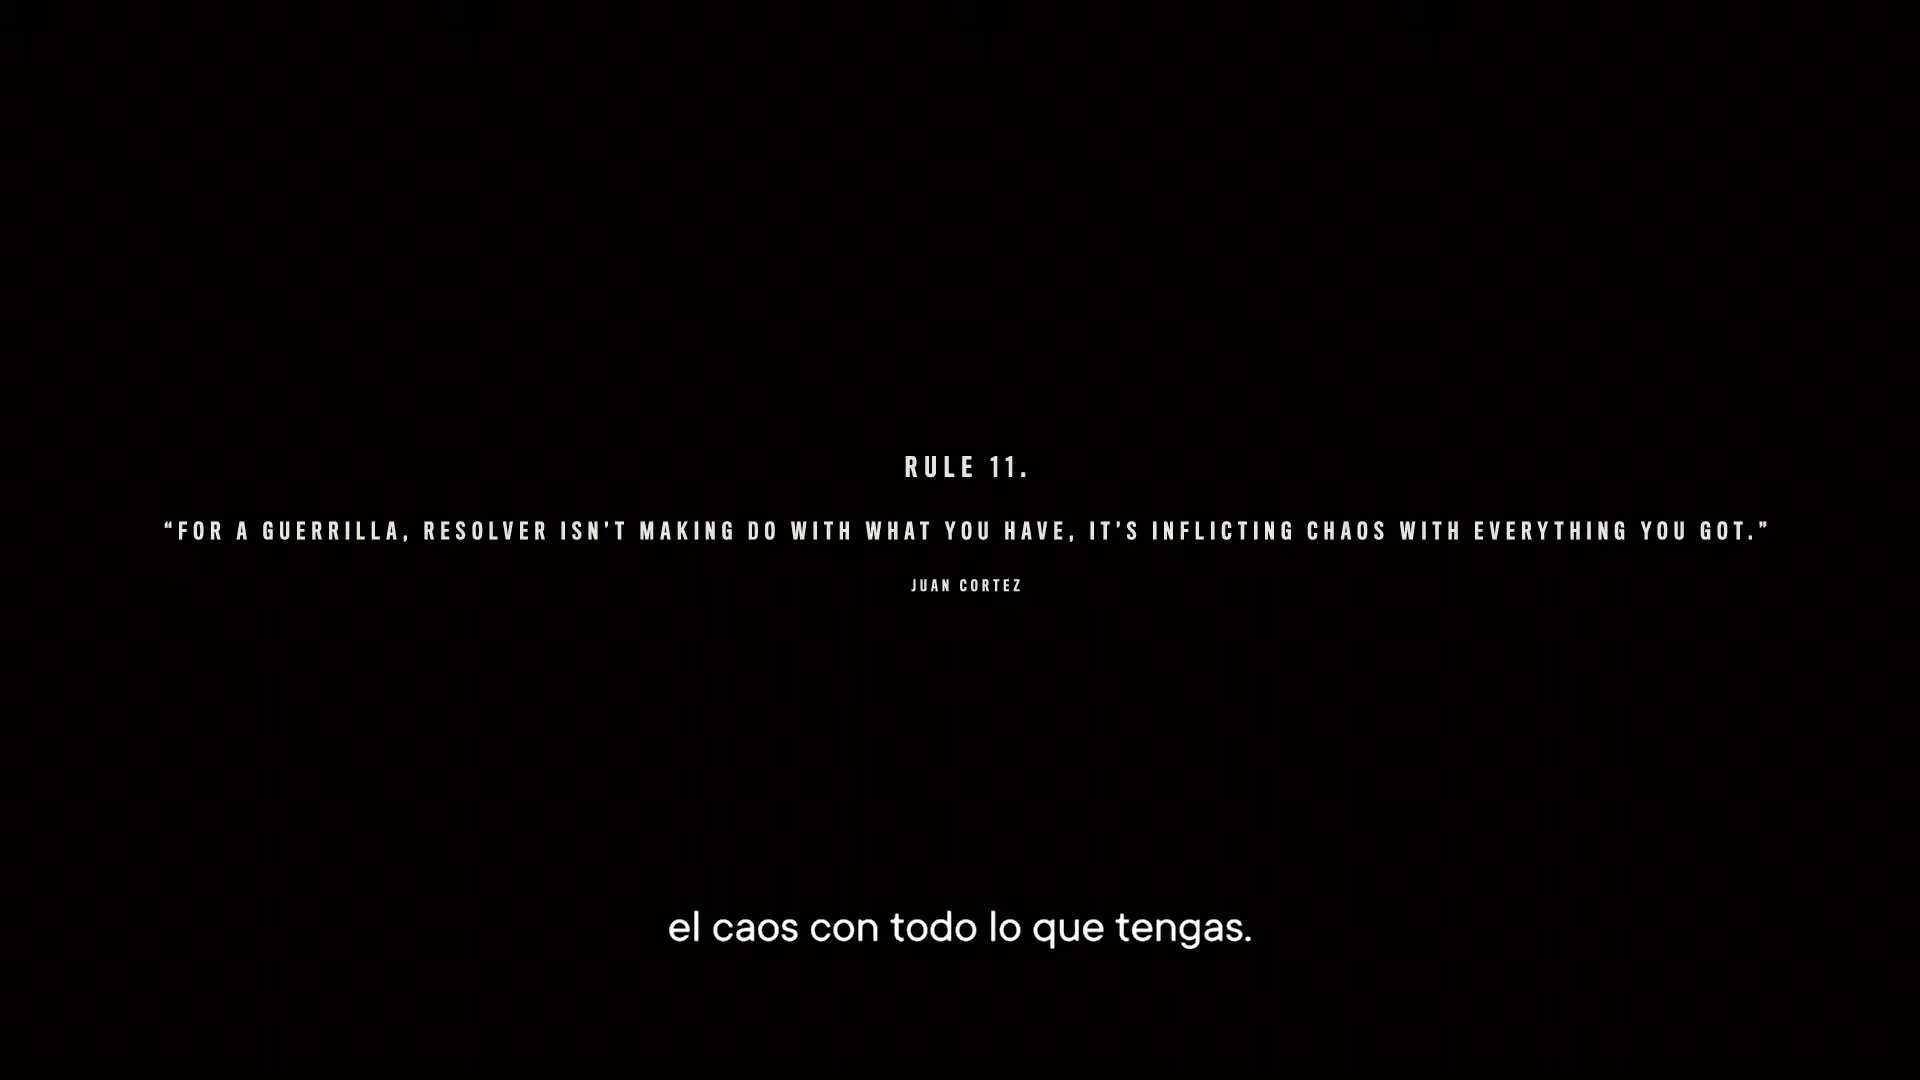 RULE 11.
“FOR A GUERRILLA, RESOLVER ISN’T MAKING DO WITH WHAT YOU HAVE, IT’S INFLICTING CHAOS WITH EVERYTHING YOU GOT.”
JUAN CORTEZ
el caos con todo lo que tengas.